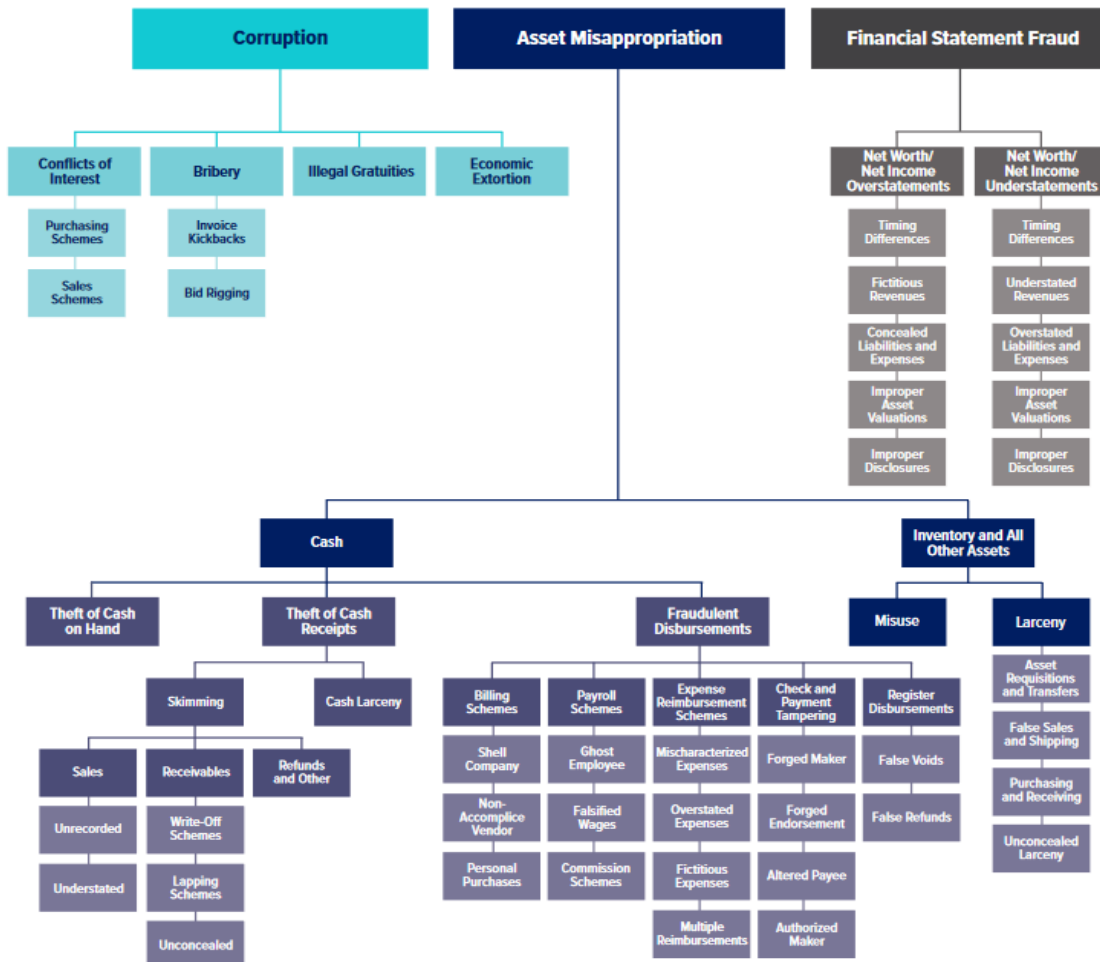 Corruption
Asset Misappropriation
Financial Statement Fraud
Conflicts of
Interest
Bribery
Illegal Gratuities
Economic
Extortion
Purchasing
Schemes
Invoice
Kickbacks
Sales
Schemes
Bid Rigging
Net Worth/
Net Income
Overstatements
Net Worth/
Net Income
Understatements
Timing
Differences
Timing
Differences
Fictitious
Revenues
Understated
Revenues
Concealed
Liabilities and
Expenses
Overstated
Liabilities and
Expenses
Improper
Asset
Valuations
Improper
Asset
Valuations
Improper
Disclosures
Improper
Disclosures
Cash
Inventory and All
Other Assets
Theft of Cash
on Hand
Theft of Cash
Receipts
Fraudulent
Disbursements
Misuse
Larceny
Skimming
Cash Larceny
Sales
Receivables
Refunds
and Other
Unrecorded
Write-Off
Schemes
Understated
Lapping
Schemes
Unconcealed
Billing
Schemes
Payroll
Schemes
Expense
Reimbursement
Schemes
Check and
Payment
Tampering
Register
Disbursements
Shell
Company
Ghost
Employee
Mischaracterized
Expenses
Forged Maker
False Voids
Non-
Accomplice
Vendor
Falsified
Wages
Overstated
Expenses
Forged
Endorsement
False Refunds
Personal
Purchases
Commission
Schemes
Fictitious
Expenses
Altered Payee
Multiple
Reimbursements
Authorized
Maker
Asset
Requisitions
and Transfers
False Sales
and Shipping
Purchasing
and Receiving
Unconcealed
Larceny